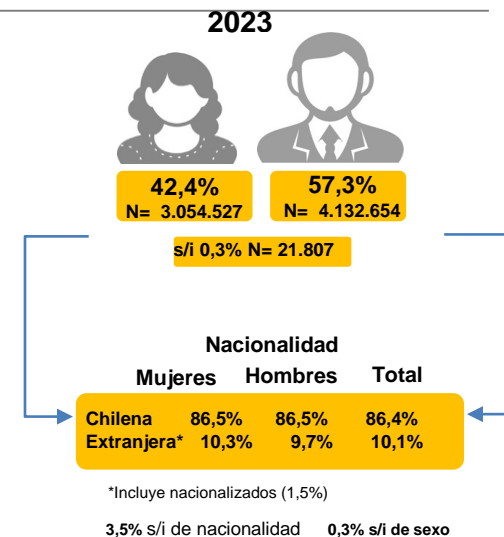 2023
42,4%
N= 3.054.527
57,3%
N= 4.132.654
s/i 0,3% N= 21.807
Nacionalidad
Mujeres Hombres Total
Chilena 86,5% 86,5% 86,4%
Extranjera* 10,3% 9,7% 10,1%
*Incluye nacionalizados (1,5%)
3,5% s/i de nacionalidad 0,3% s/i de sexo